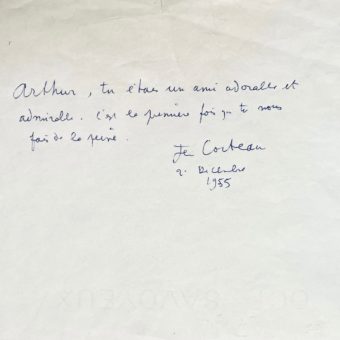 Arthur, tu étais un ami adorable et
admirable. C'est la première fois que tu nous
fais de la peine.
Jean Cocteau
9. Décembre
1955